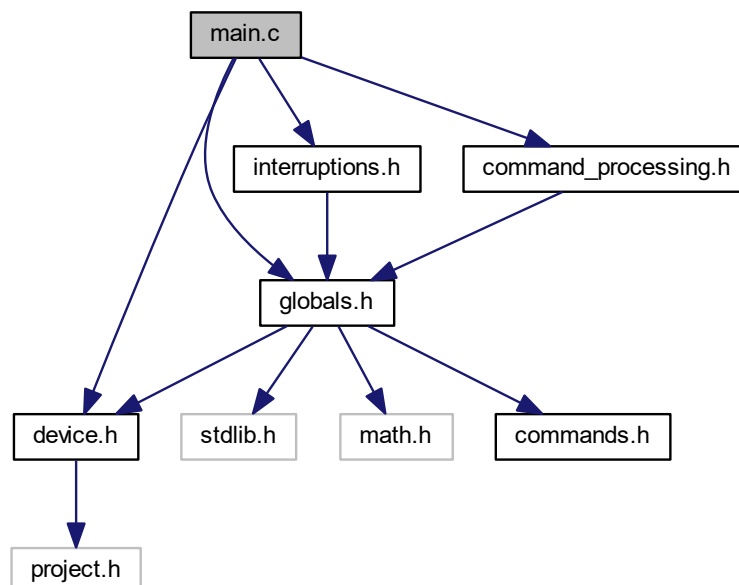 main.c
interruptions.h
command_processing.h
globals.h
device.h
stdlib.h
math.h
commands.h
project.h